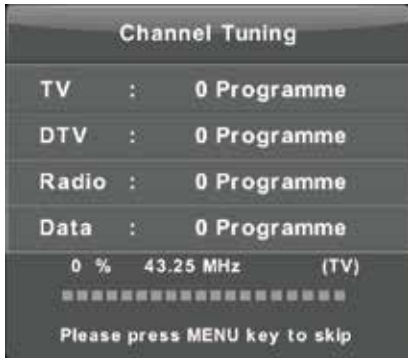 Channel Tuning
TV : 0 Programme
DTV : 0 Programme
Radio : 0 Programme
Data : 0 Programme
0 % 43.25 MHz (TV)
Please press MENU key to skip